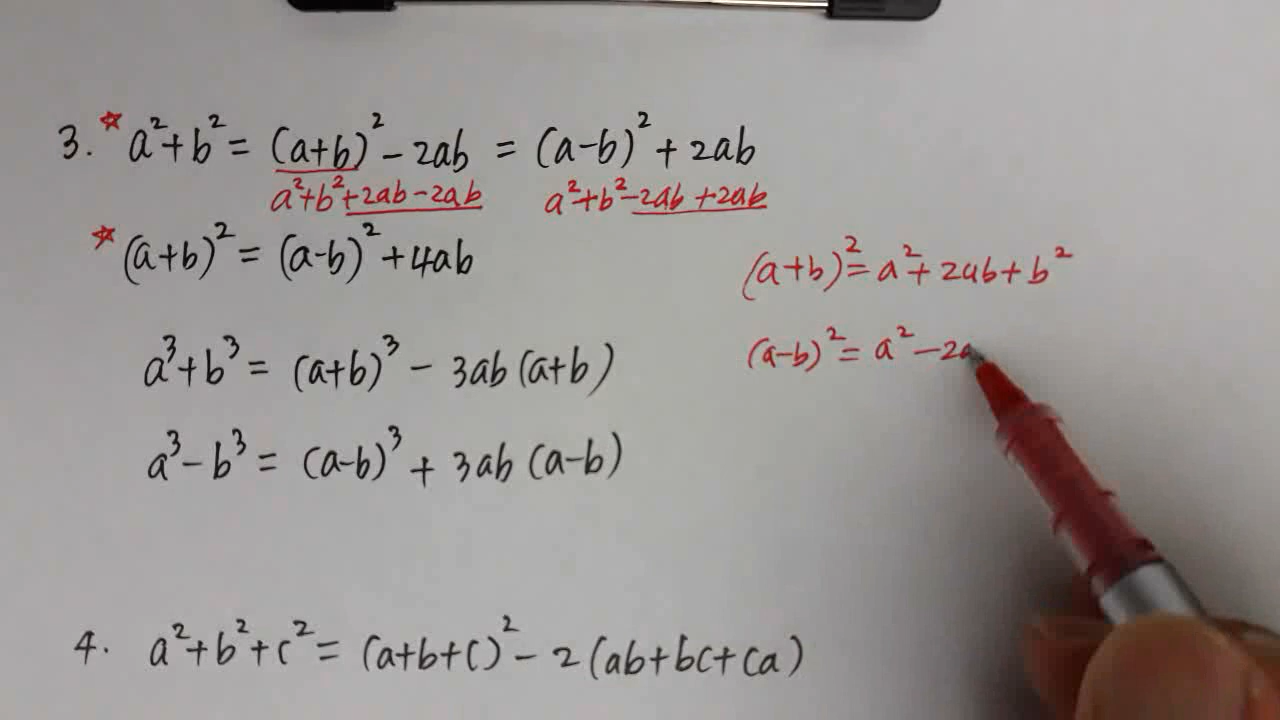 3. ☆ a²+b² = (a+b)² - 2ab = (a-b)² + 2ab
a²+b²+2ab-2ab a²+b²-2ab+2ab
☆ (a+b)² = (a-b)² + 4ab
(a+b)² = a² + 2ab + b²
(a-b)² = a² - 2a
a³+b³ = (a+b)³ - 3ab(a+b)
a³-b³ = (a-b)³ + 3ab(a-b)
4. a²+b²+c² = (a+b+c)² - 2(ab+bc+ca)